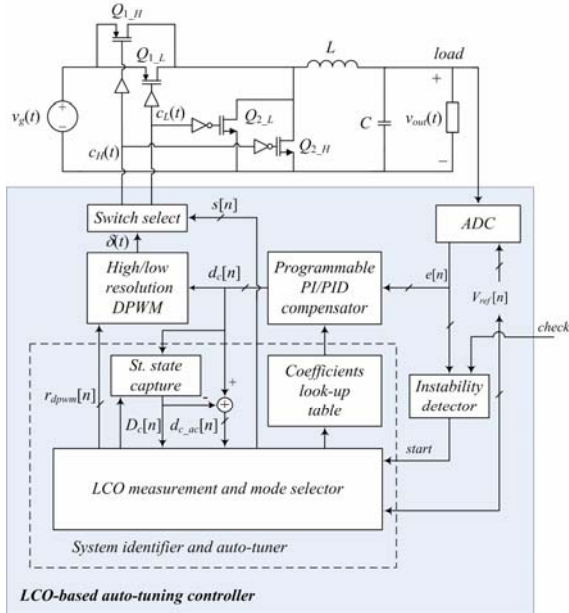 Q1_H
Q1_L
L
load
+
vg(t)
+
−
cL(t)
Q2_L
cH(t)
Q2_H
C
vout(t)
−
Switch select
s[n]
ADC
δ(t)
High/low
resolution
DPWM
dc[n]
Programmable
PI/PID
compensator
e[n]
Vref[n]
check
St. state
capture
Coefficients
look-up
table
Instability
detector
rdpwm[n]
-
+
+
Dc[n]
dc_ac[n]
start
LCO measurement and mode selector
System identifier and auto-tuner
LCO-based auto-tuning controller